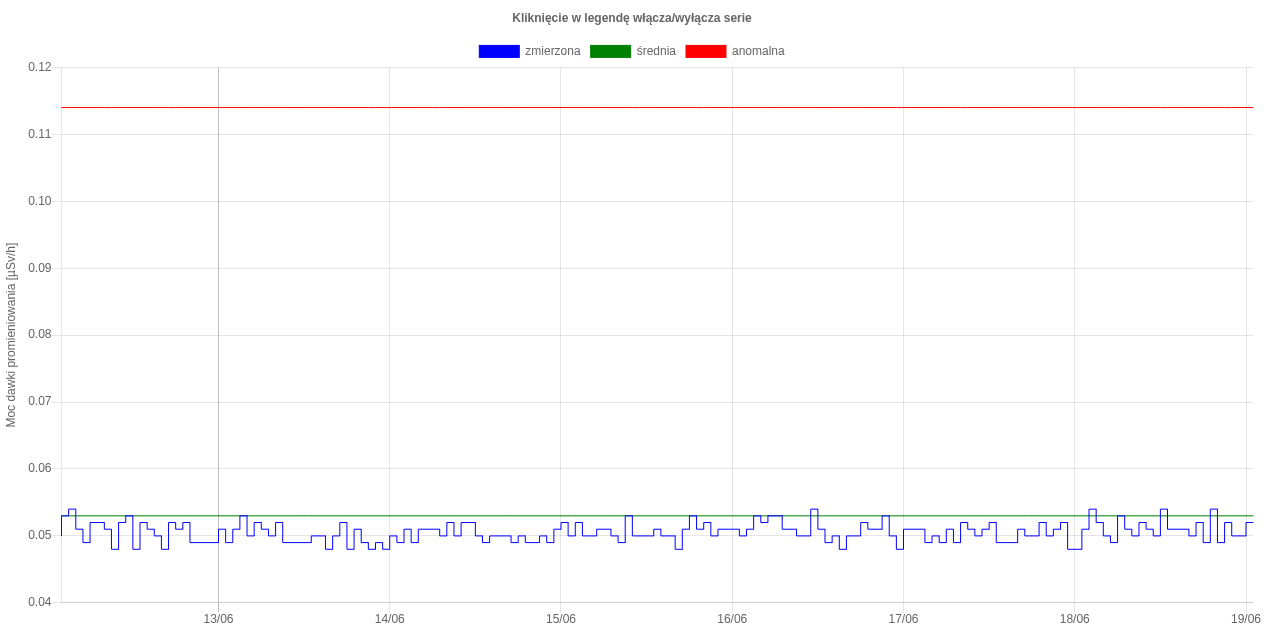 Kliknięcie w legendę włącza/wyłącza serie
zmierzona średnia anomalna
Moc dawki promieniowania [µSv/h]
0.12
0.11
0.10
0.09
0.08
0.07
0.06
0.05
0.04
13/06 14/06 15/06 16/06 17/06 18/06 19/06